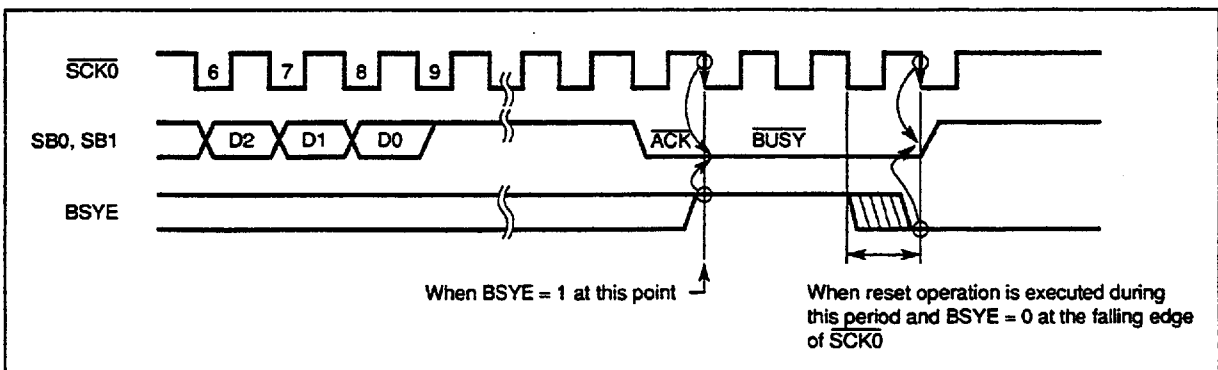 SCK0
6 7 8 9
SB0, SB1
D2 D1 D0 ACK BUSY
BSYE
When BSYE = 1 at this point
When reset operation is executed during
this period and BSYE = 0 at the falling edge
of SCK0